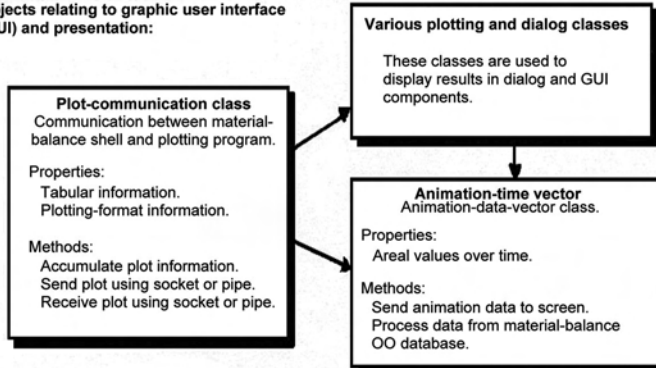 jects relating to graphic user interface
UI) and presentation:
Plot-communication class
Communication between material-
balance shell and plotting program.
Properties:
Tabular information.
Plotting-format information.
Methods:
Accumulate plot information.
Send plot using socket or pipe.
Receive plot using socket or pipe.
Various plotting and dialog classes
These classes are used to
display results in dialog and GUI
components.
Animation-time vector
Animation-data-vector class.
Properties:
Areal values over time.
Methods:
Send animation data to screen.
Process data from material-balance
OO database.